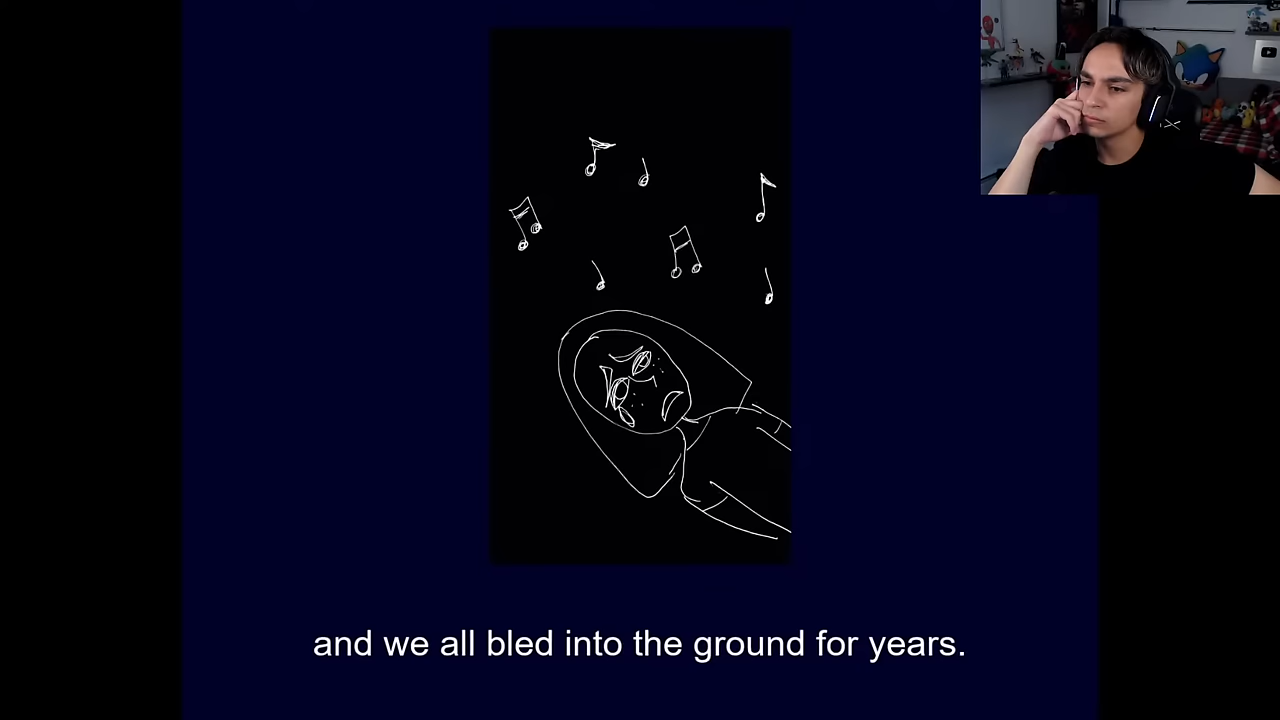 and we all bled into the ground for years.